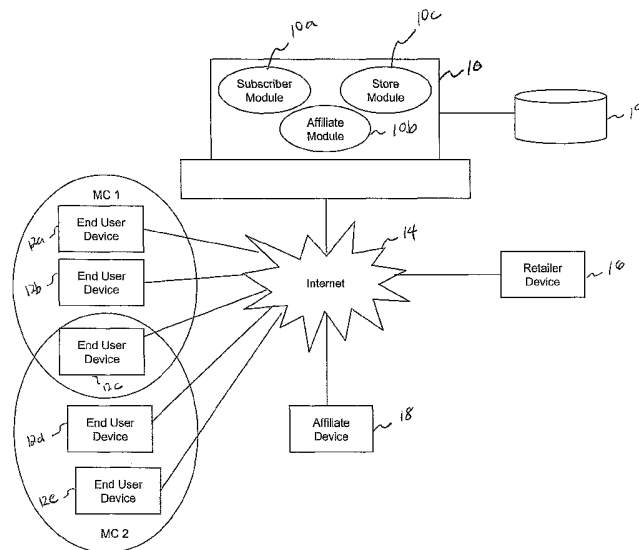 10a
10c
Subscriber
Module
Store
Module
10
Affiliate
Module
10b
MC 1
12a
End User
Device
12b
End User
Device
End User
Device
12c
12d
End User
Device
12e
End User
Device
MC 2
14
Internet
Retailer
Device
16
Affiliate
Device
18